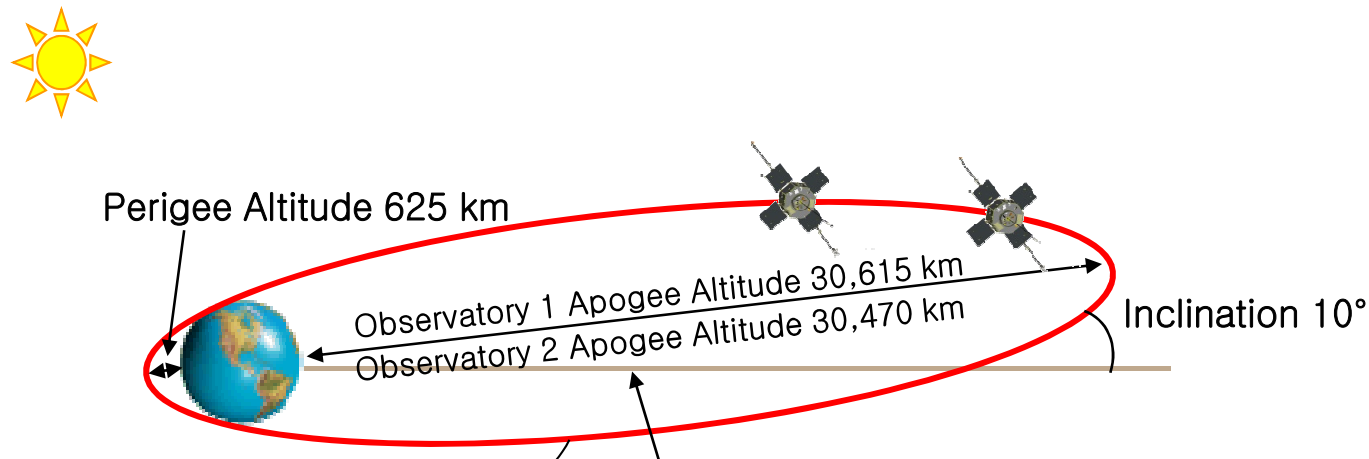 Perigee Altitude 625 km
Observatory 1 Apogee Altitude 30,615 km
Observatory 2 Apogee Altitude 30,470 km
Inclination 10°